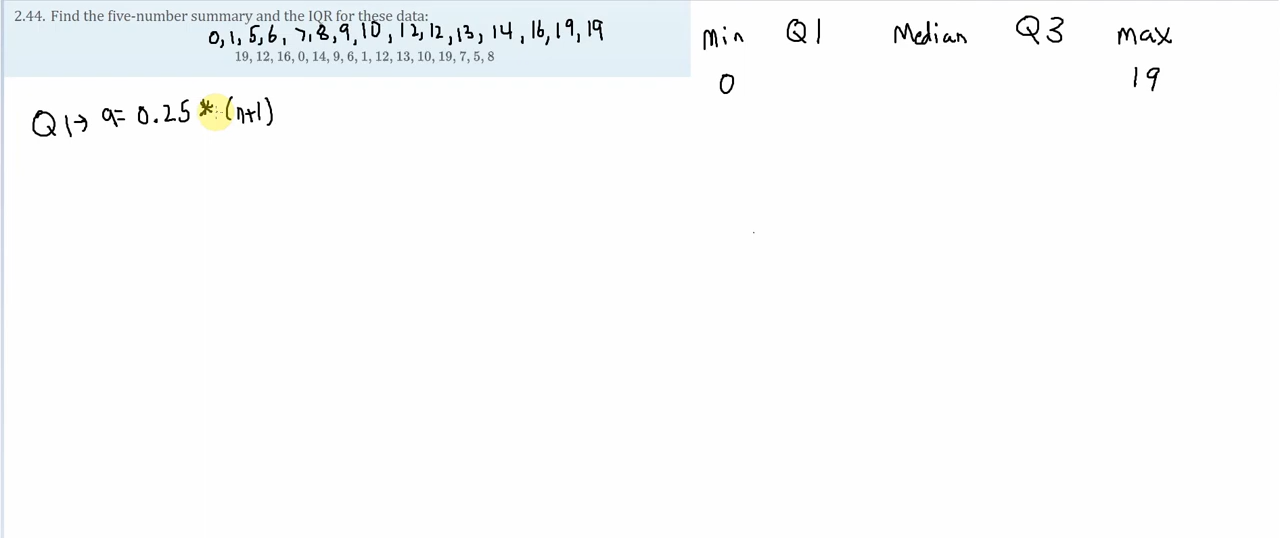 2.44. Find the five-number summary and the IQR for these data:
0, 1, 5, 6, 7, 8, 9, 10, 12, 12, 13, 14, 16, 19, 19
19, 12, 16, 0, 14, 9, 6, 1, 12, 13, 10, 19, 7, 5, 8
Min Q1 Median Q3 max
0 19
Q1→ q= 0.25 * (n+1)